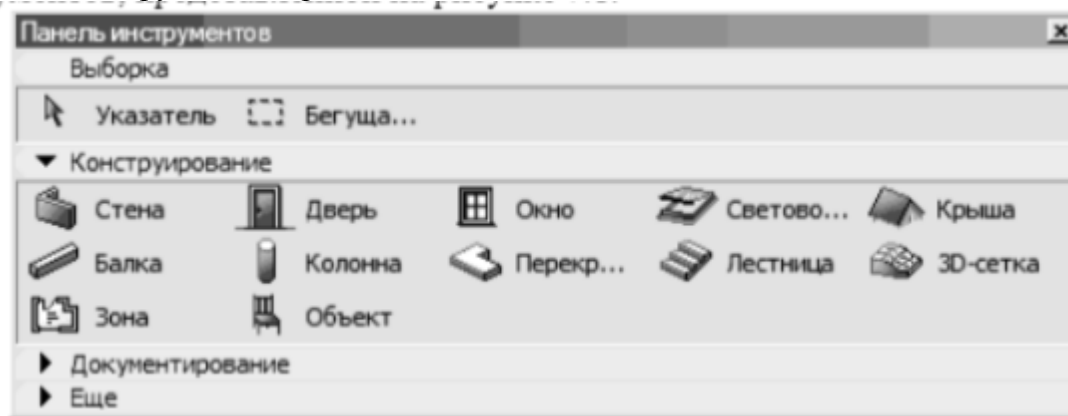 Панель инструментов
Выборка
Указатель Бегуща...
Конструирование
Стена Дверь Окно Светово... Крыша
Балка Колонна Перекр... Лестница 3D-сетка
Зона Объект
Документирование
Еще